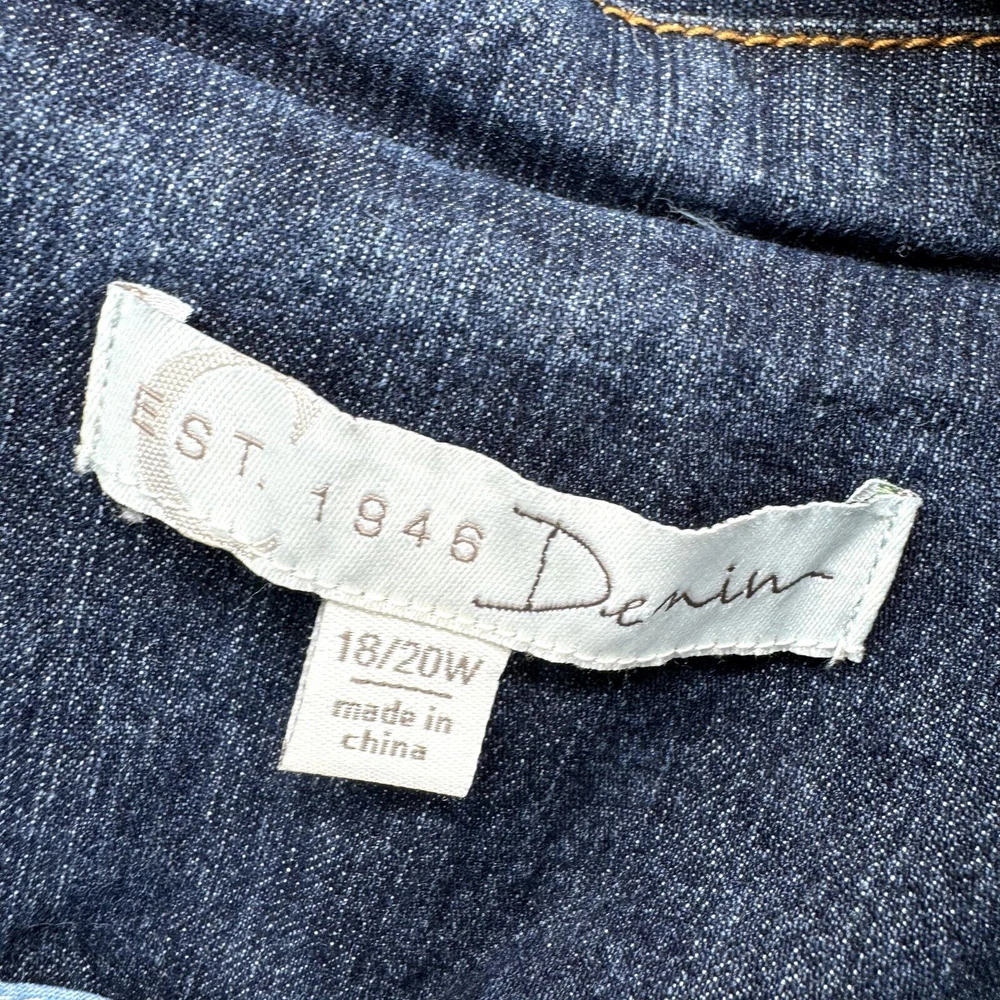 EST. 1946 Denim
18/20W
made in
china